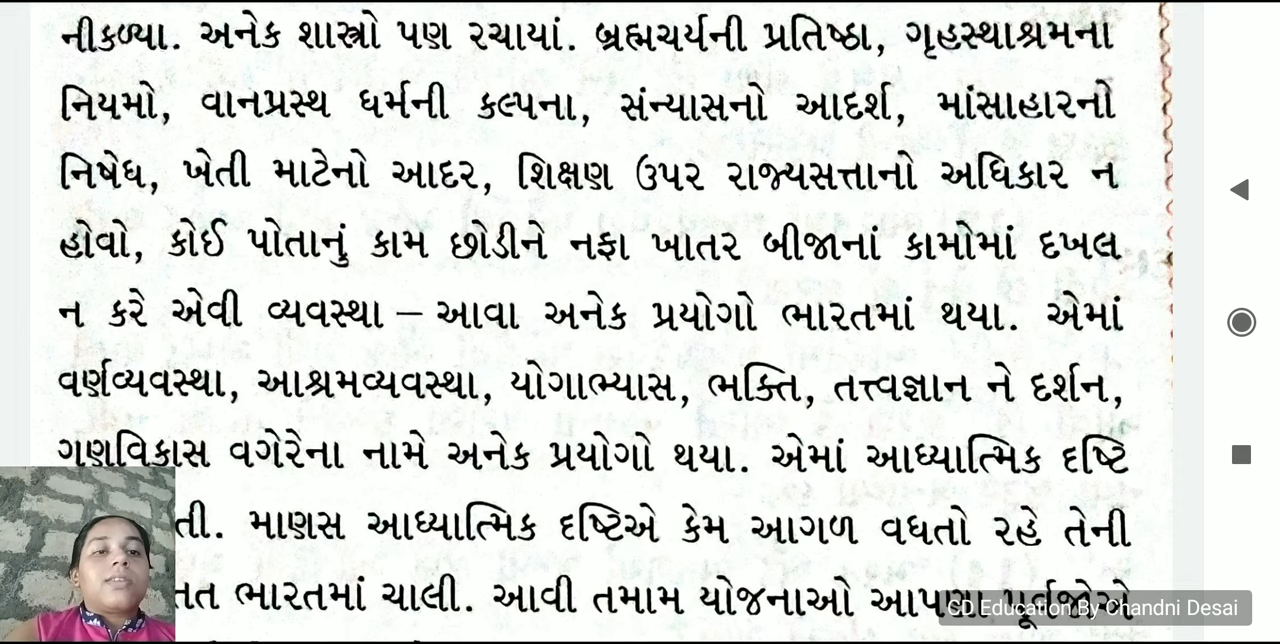 નીકળ્યા. અનેક શાસ્ત્રો પણ રચાયાં. બ્રહ્મચર્યની પ્રતિષ્ઠા, ગૃહસ્થાશ્રમના
નિયમો, વાનપ્રસ્થ ધર્મની કલ્પના, સંન્યાસનો આદર્શ, માંસાહારનો
નિષેધ, ખેતી માટેનો આદર, શિક્ષણ ઉપર રાજ્યસત્તાનો અધિકાર ન
હોવો, કોઈ પોતાનું કામ છોડીને નફા ખાતર બીજાનાં કામોમાં દખલ
ન કરે એવી વ્યવસ્થા – આવા અનેક પ્રયોગો ભારતમાં થયા. એમાં
વર્ણવ્યવસ્થા, આશ્રમવ્યવસ્થા, યોગાભ્યાસ, ભક્તિ, તત્ત્વજ્ઞાન ને દર્શન,
ગણવિકાસ વગેરેના નામે અનેક પ્રયોગો થયા. એમાં આધ્યાત્મિક દૃષ્ટિ
તી. માણસ આધ્યાત્મિક દૃષ્ટિએ કેમ આગળ વધતો રહે તેની
તત ભારતમાં ચાલી. આવી તમામ યોજનાઓ આપણા પૂર્વજોએ
CD Education By Chandni Desai